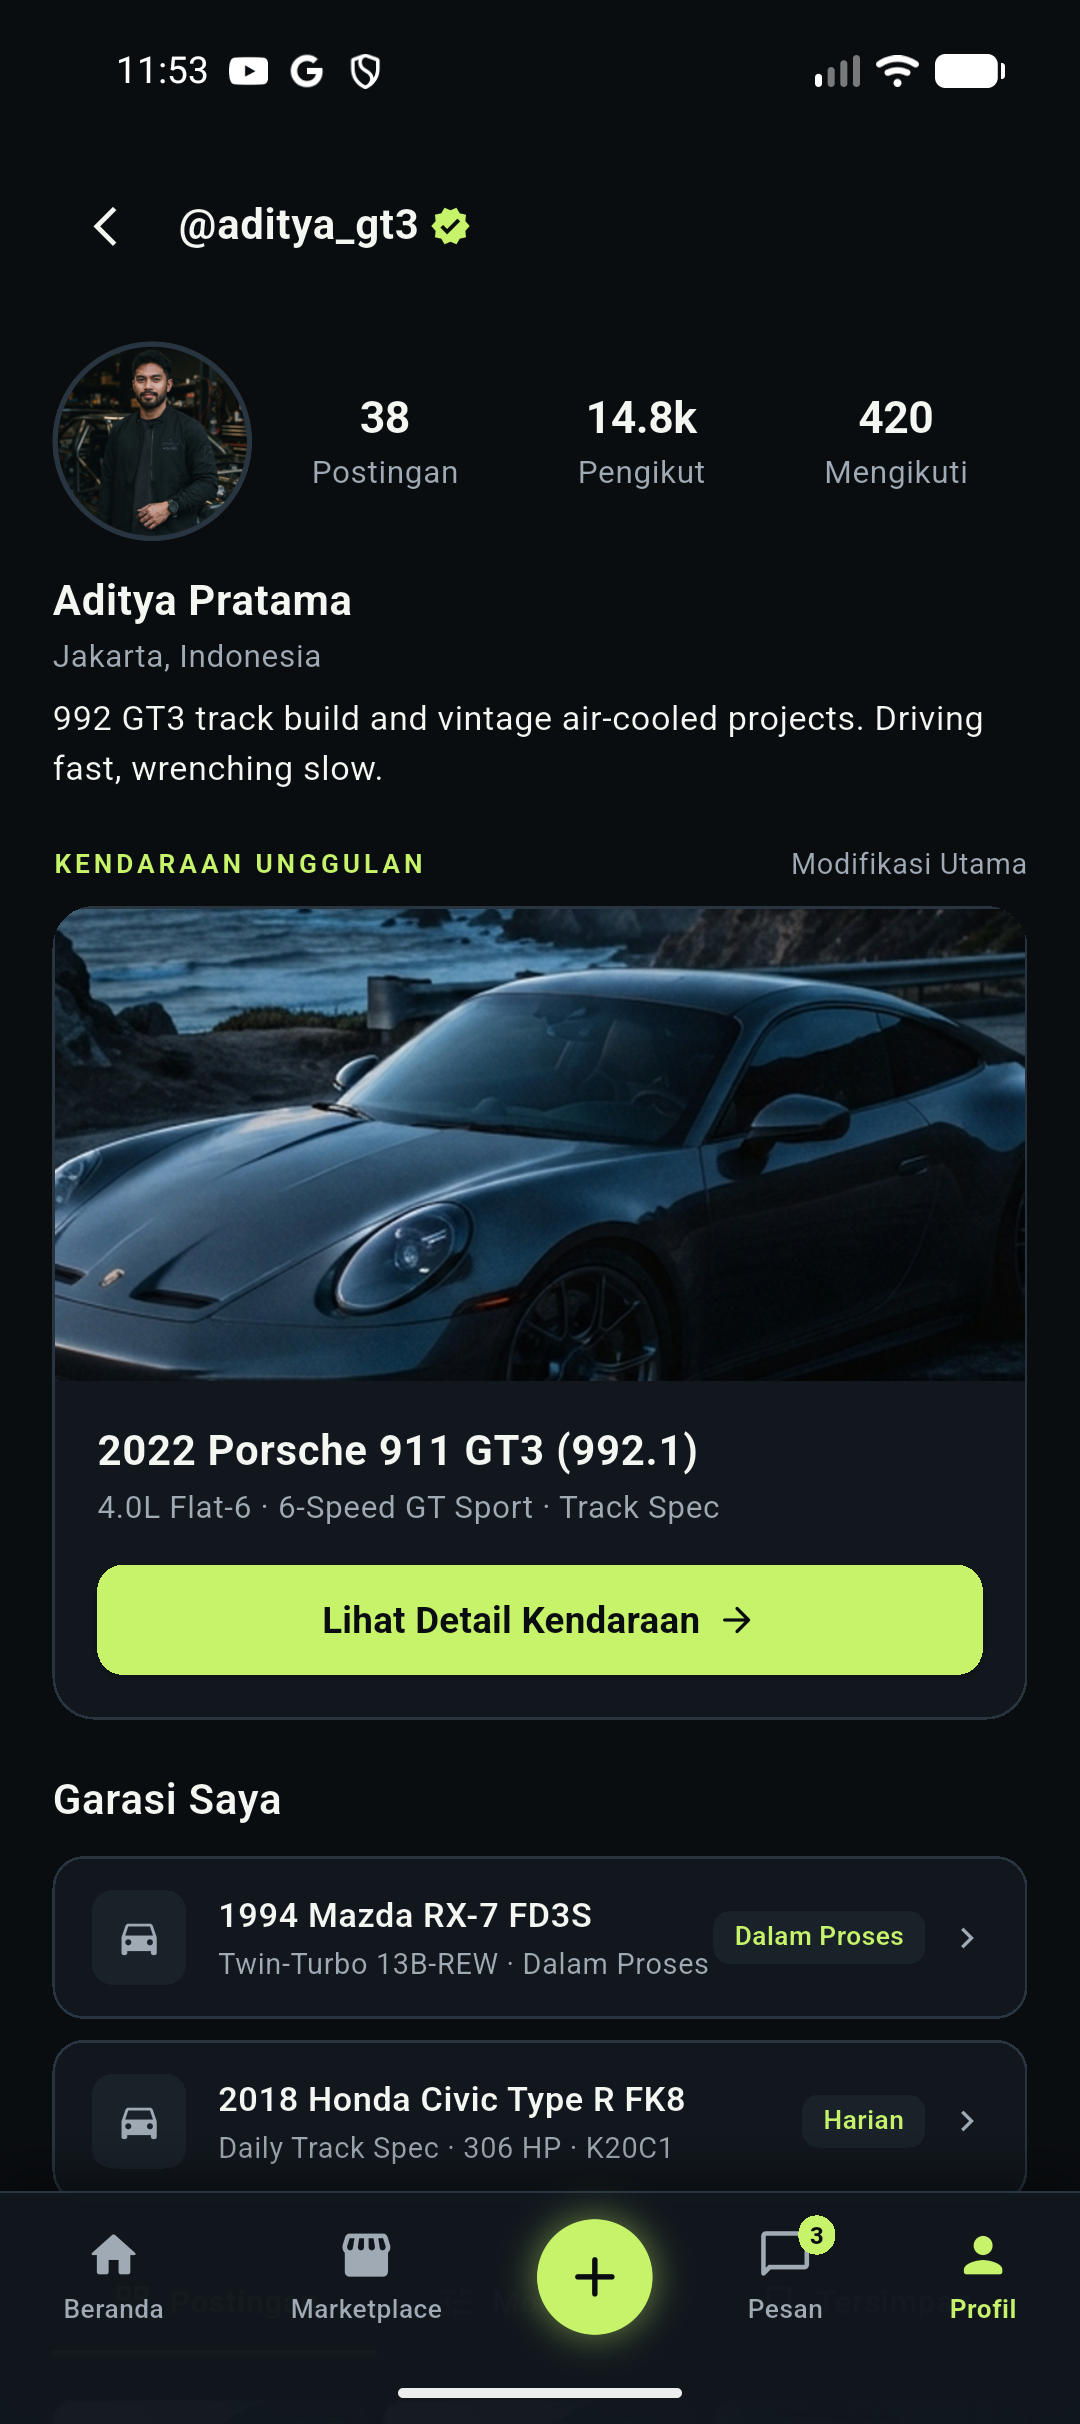 11:53
@aditya_gt3
38
14.8k
420
Postingan
Pengikut
Mengikuti
Aditya Pratama
Jakarta, Indonesia
992 GT3 track build and vintage air-cooled projects. Driving
fast, wrenching slow.
KENDARAAN UNGGULAN
Modifikasi Utama
2022 Porsche 911 GT3 (992.1)
4.0L Flat-6 · 6-Speed GT Sport · Track Spec
Lihat Detail Kendaraan →
Garasi Saya
1994 Mazda RX-7 FD3S
Twin-Turbo 13B-REW · Dalam Proses
Dalam Proses
2018 Honda Civic Type R FK8
Daily Track Spec · 306 HP · K20C1
Harian
3
Beranda
Marketplace
Pesan
Profil